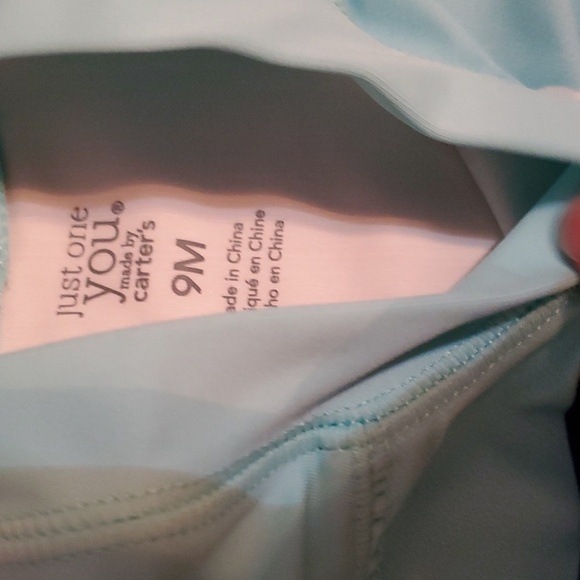 just one
you®
made by
carter's
9M
ade in China
iqué en Chine
ho en China